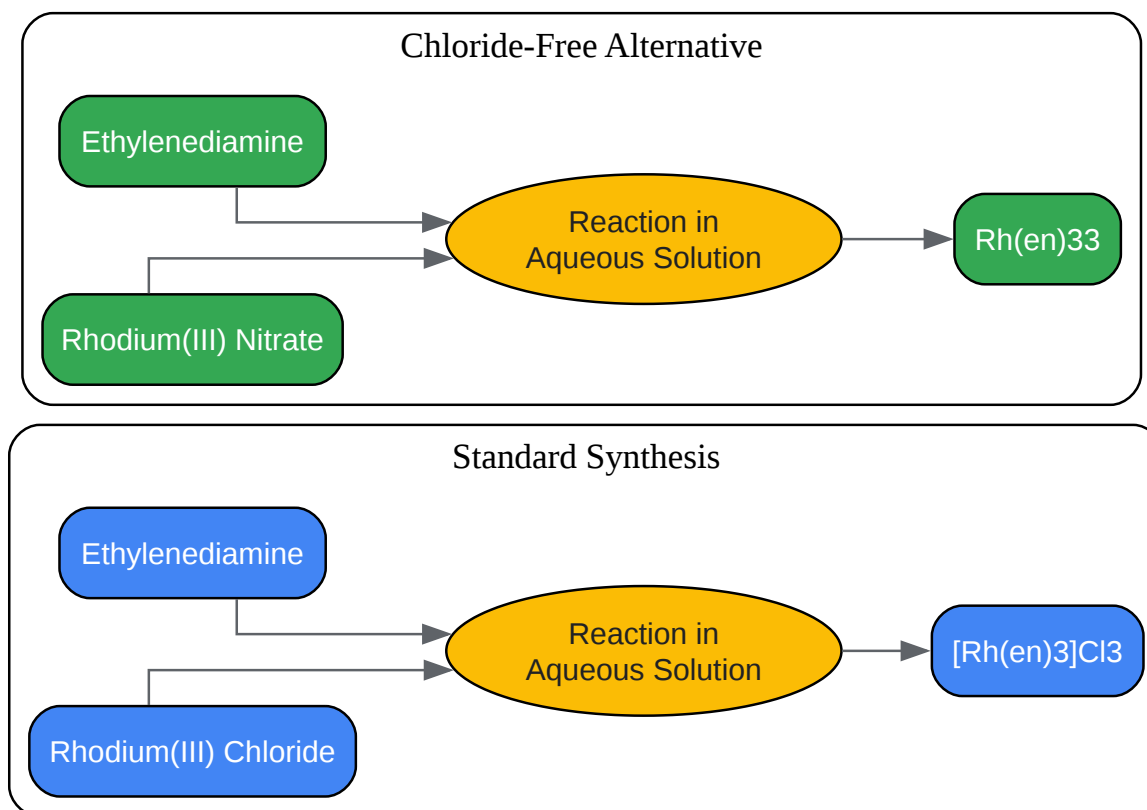 Chloride-Free Alternative
Ethylenediamine
Rhodium(III) Nitrate
Reaction in
Aqueous Solution
Rh(en)33
Standard Synthesis
Ethylenediamine
Rhodium(III) Chloride
Reaction in
Aqueous Solution
[Rh(en)3]Cl3